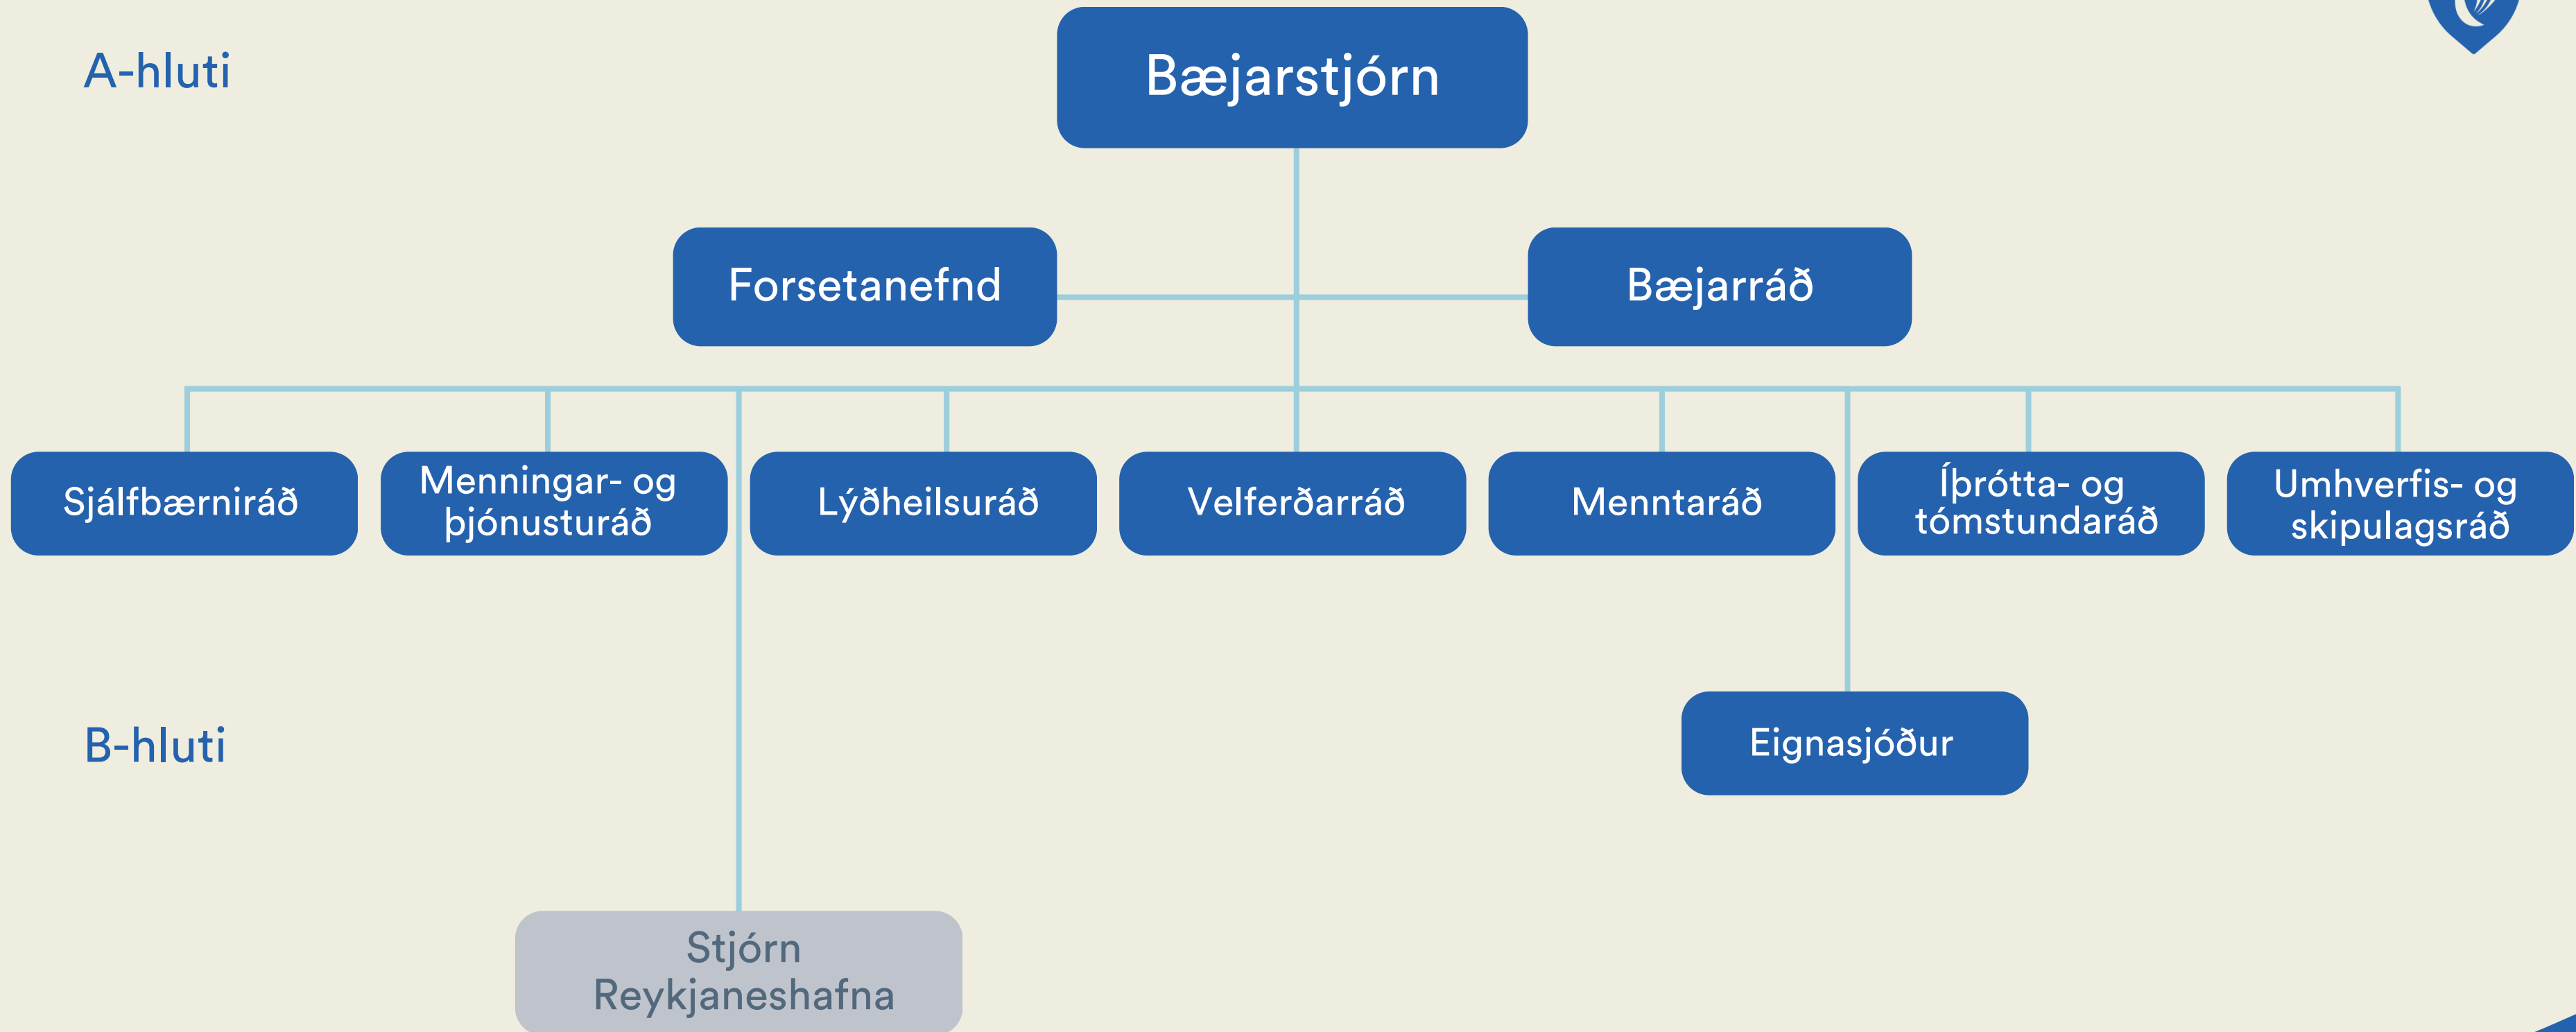 A-hluti
Bæjarstjórn
Forsetanefnd
Bæjarráð
Sjálfbærniráð
Menningar- og
þjónusturáð
Lýðheilsuráð
Velferðarráð
Menntaráð
Íþrótta- og
tómstundaráð
Umhverfis- og
skipulagsráð
B-hluti
Eignasjóður
Stjórn
Reykjaneshafna